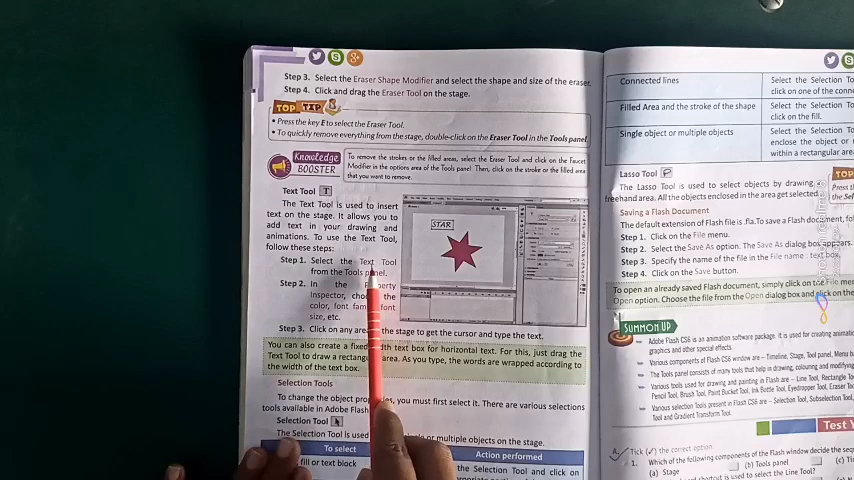 Step 3. Select the Eraser Shape Modifier and select the shape and size of the eraser.
Step 4. Click and drag the Eraser Tool on the stage.
TOP TIP
• Press the key E to select the Eraser Tool.
• To quickly remove everything from the stage, double-click on the Eraser Tool in the Tools panel.
Knowledge
BOOSTER
To remove the strokes or the filled areas, select the Eraser Tool and click on the Faucet
Modifier in the options area of the Tools panel. Then, click on the stroke or the filled area
that you want to remove.
Text Tool T
The Text Tool is used to insert
text on the stage. It allows you to
add text in your drawing and
animations. To use the Text Tool,
follow these steps:
Step 1. Select the Text Tool
from the Tools panel.
Step 2. In the
Inspector, the
color, font font
size, etc.
STAR
Step 3. Click on any the stage to get the cursor and type the text.
You can also create a fixed text box for horizontal text. For this, just drag the
Text Tool to draw a area. As you type, the words are wrapped according to
the width of the text box.
Selection Tools
To change the object you must first select it. There are various selections
tools available in Adobe
Selection Tool
The Selection Tool is used or multiple objects on the stage.
To select Action performed
fill or text block the Selection Tool and click on
Connected lines Select the Selection
click on one of the
Filled Area and the stroke of the shape Select the Selection
click on the fill.
Single object or multiple objects Select the Selection
enclose the object or
within a rectangular
Lasso Tool
The Lasso Tool is used to select objects by drawing
freehand area. All the objects enclosed in the area get selected
TOP
Press
the
Saving a Flash Document
The default extension of Flash file is .fla.To save a Flash document,
Step 1. Click on the File menu.
Step 2. Select the Save As option. The Save As dialog box appears.
Step 3. Specify the name of the file in the File name : text box.
Step 4. Click on the Save button.
To open an already saved Flash document, simply click on the File
Open option. Choose the file from the Open dialog box and click on
SUMMON UP
Adobe Flash CS6 is an animation software package. It is used for creating
graphics and other special effects.
Various components of Flash CS6 window are – Timeline, Stage, Tool panel, Menu
The Tools panel consists of many tools that help in drawing, colouring and
Various tools used for drawing and painting in Flash are – Line Tool, Rectangle
Pencil Tool, Brush Tool, Paint Bucket Tool, Ink Bottle Tool, Eyedropper Tool, Eraser
Various selection tools present in Flash CS6 are – Selection Tool, Subselection Tool,
Tool and Gradient Transform Tool.
Test
A. Tick (✓) the correct option.
1. Which of the following components of the Flash window decide the
(a) Stage (b) Tools panel (c)
shortcut is used to select the Line Tool?